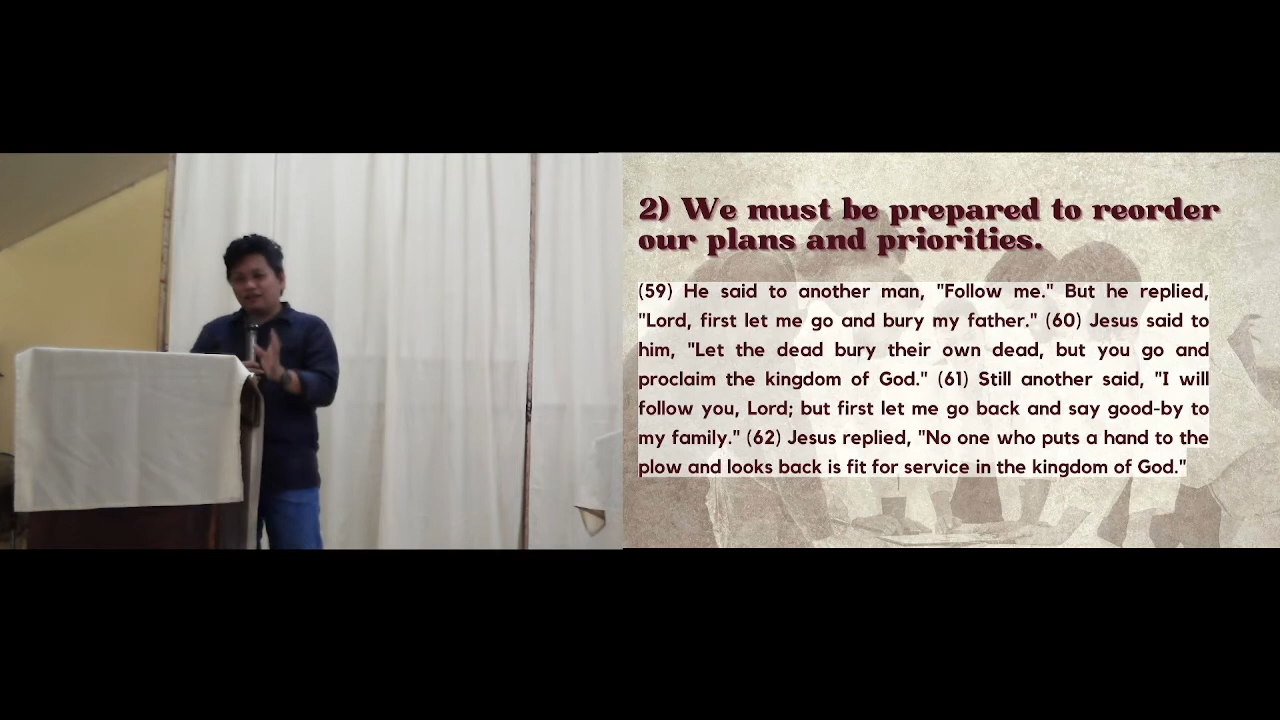 2) We must be prepared to reorder
our plans and priorities.
(59) He said to another man, "Follow me." But he replied,
"Lord, first let me go and bury my father." (60) Jesus said to
him, "Let the dead bury their own dead, but you go and
proclaim the kingdom of God." (61) Still another said, "I will
follow you, Lord; but first let me go back and say good-by to
my family." (62) Jesus replied, "No one who puts a hand to the
plow and looks back is fit for service in the kingdom of God."